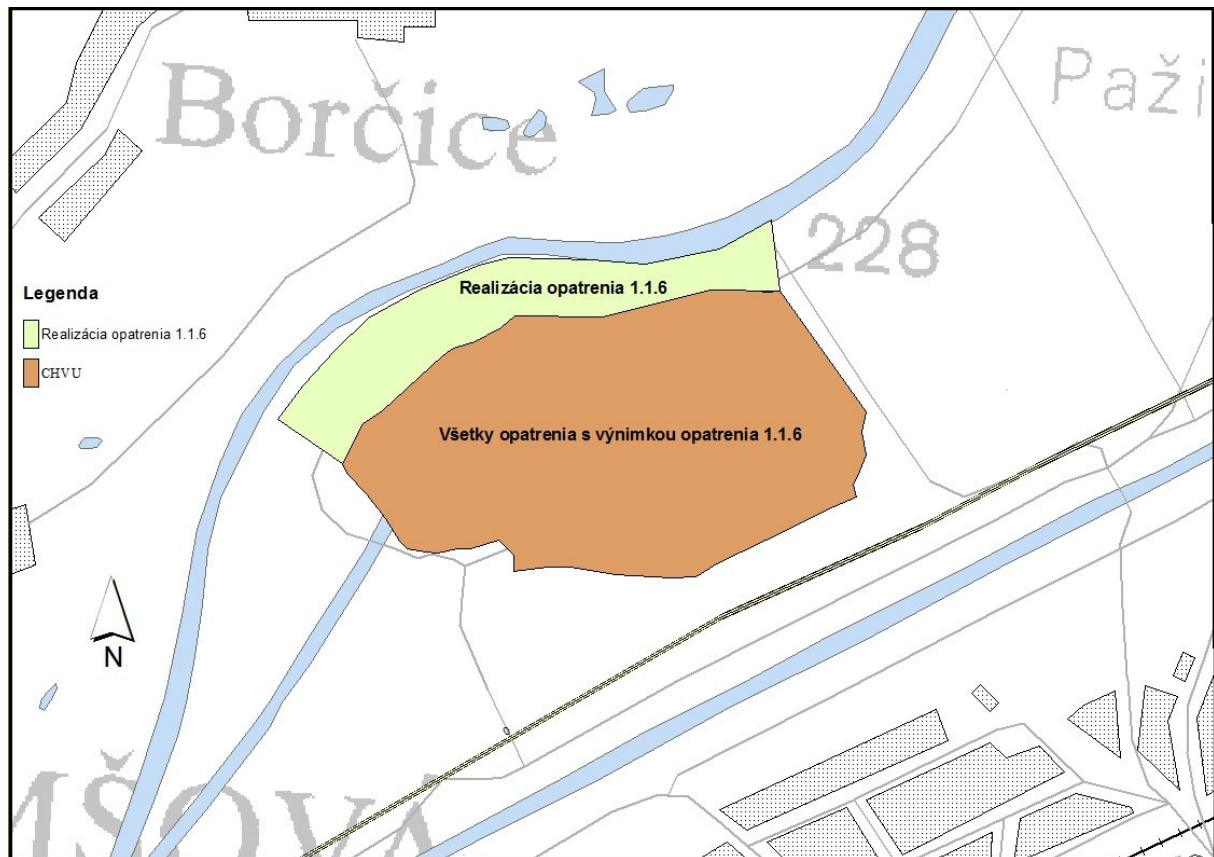 Borčice
Paži
228
Realizácia opatrenia 1.1.6
Legenda
Realizácia opatrenia 1.1.6
CHVU
Všetky opatrenia s výnimkou opatrenia 1.1.6
N
MŠOVÁ